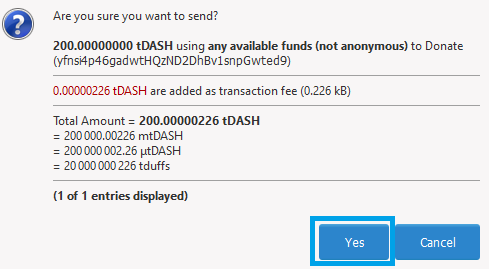 Are you sure you want to send?
200.00000000 tDASH using any available funds (not anonymous) to Donate
(yfnsi4p46gadwtHQzND2DhBv1snpGwted9)
0.00000226 tDASH are added as transaction fee (0.226 kB)
Total Amount = 200.00000226 tDASH
= 200 000.00226 mtDASH
= 200 000 002.26 µtDASH
= 20 000 000 226 tduffs
(1 of 1 entries displayed)
Yes Cancel